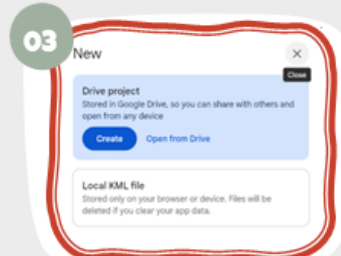 03
New
Close
Drive project
Stored in Google Drive, so you can share with others and
open from any device
Create Open from Drive
Local KML file
Stored only on your browser or device. Files will be
deleted if you clear your app data.